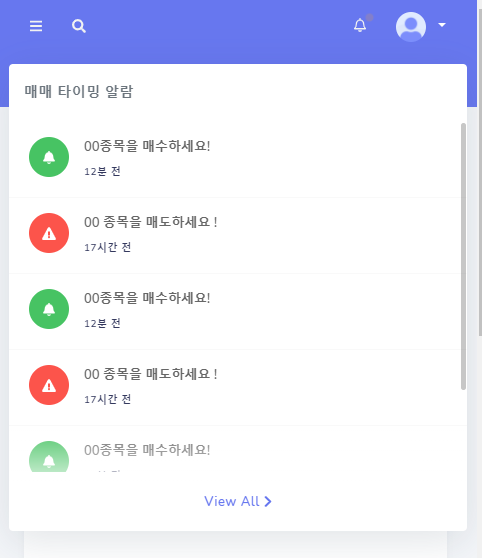 매매 타이밍 알람
00종목을 매수하세요!
12분 전
00 종목을 매도하세요 !
17시간 전
00종목을 매수하세요!
12분 전
00 종목을 매도하세요 !
17시간 전
00종목을 매수하세요!
View All